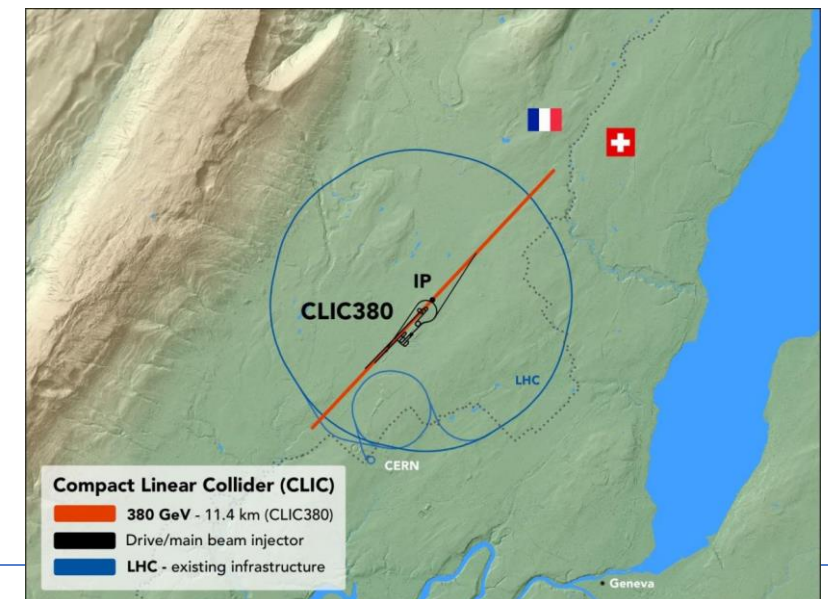 IP
CLIC380
LHC
CERN
Compact Linear Collider (CLIC)
380 GeV - 11.4 km (CLIC380)
Drive/main beam injector
LHC - existing infrastructure
Geneva